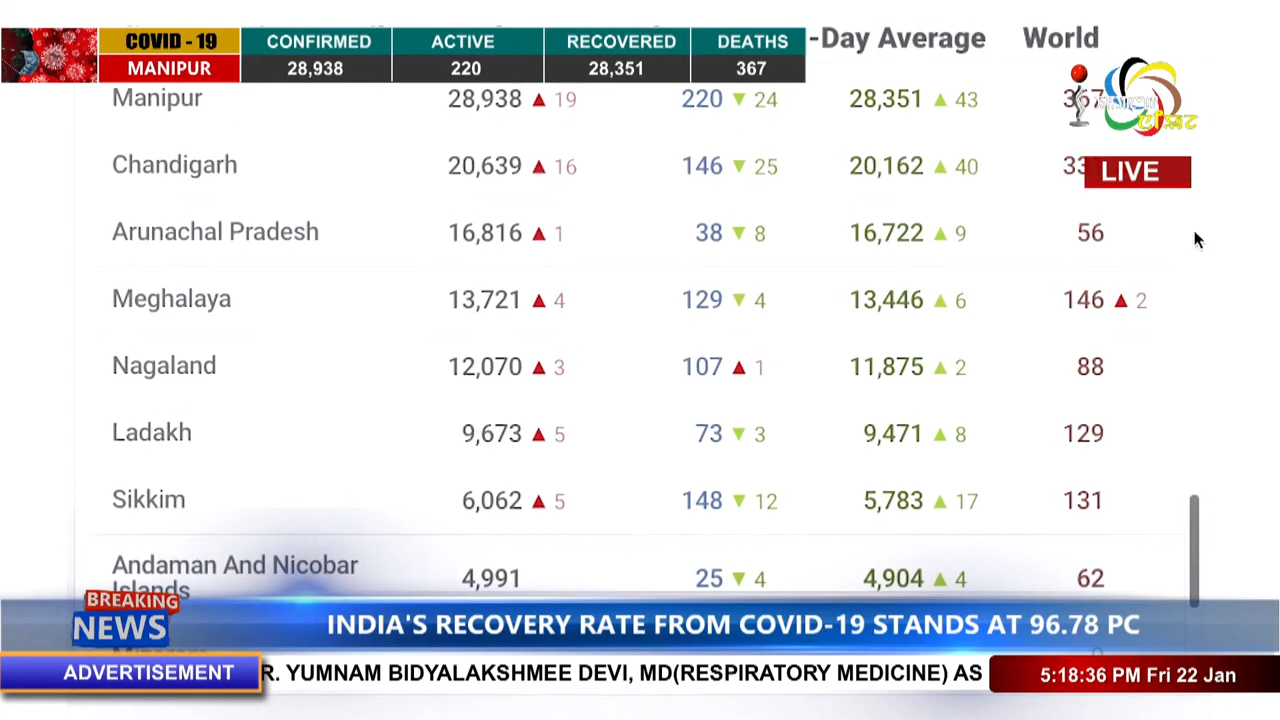 COVID - 19 CONFIRMED ACTIVE RECOVERED DEATHS
MANIPUR 28,938 220 28,351 367
-Day Average World
Manipur 28,938 ▲ 19 220 ▼ 24 28,351 ▲ 43
LIVE
Chandigarh 20,639 ▲ 16 146 ▼ 25 20,162 ▲ 40
Arunachal Pradesh 16,816 ▲ 1 38 ▼ 8 16,722 ▲ 9 56
Meghalaya 13,721 ▲ 4 129 ▼ 4 13,446 ▲ 6 146 ▲ 2
Nagaland 12,070 ▲ 3 107 ▲ 1 11,875 ▲ 2 88
Ladakh 9,673 ▲ 5 73 ▼ 3 9,471 ▲ 8 129
Sikkim 6,062 ▲ 5 148 ▼ 12 5,783 ▲ 17 131
Andaman And Nicobar
Islands 4,991 25 ▼ 4 4,904 ▲ 4 62
BREAKING
NEWS
INDIA'S RECOVERY RATE FROM COVID-19 STANDS AT 96.78 PC
ADVERTISEMENT
R. YUMNAM BIDYALAKSHMEE DEVI, MD(RESPIRATORY MEDICINE) AS
5:18:36 PM Fri 22 Jan